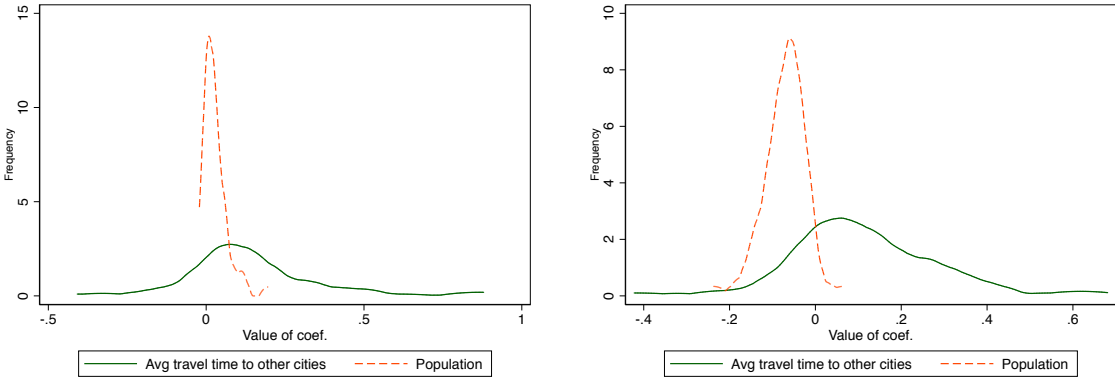 15
10
5
0
Frequency
-.5
0
.5
1
Value of coef.
Avg travel time to other cities
Population
10
8
6
4
2
0
Frequency
-.4
-.2
0
.2
.4
.6
Value of coef.
Avg travel time to other cities
Population